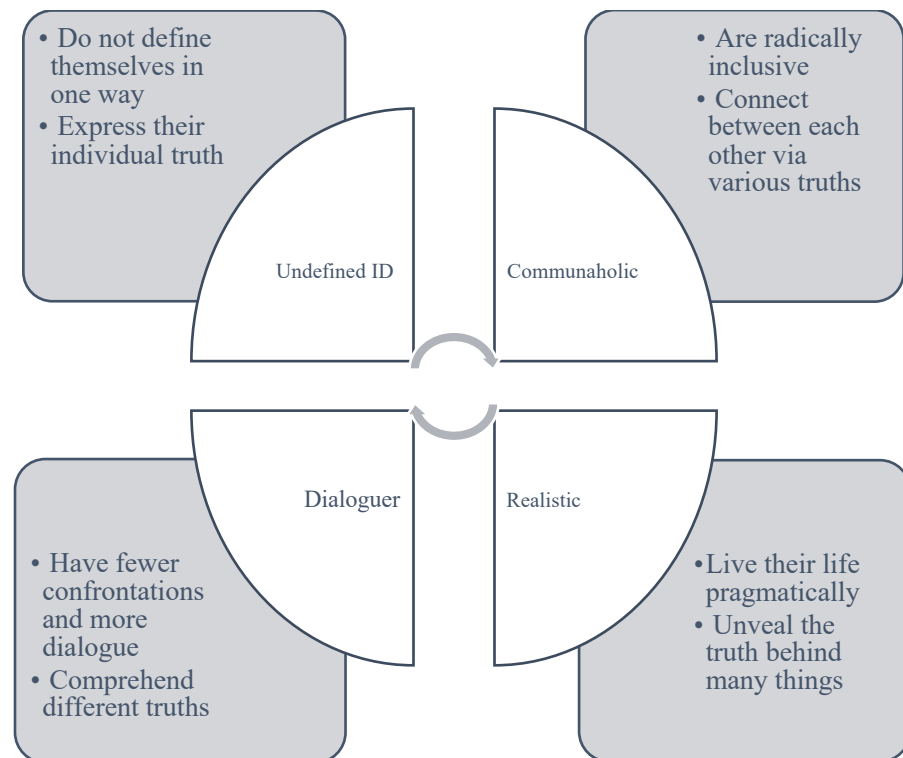 • Do not define
themselves in
one way
• Express their
individual truth
• Are radically
inclusive
• Connect
between each
other via
various truths
Undefined ID
Communaholic
Dialoguer
Realistic
• Have fewer
confrontations
and more
dialogue
• Comprehend
different truths
•Live their life
pragmatically
• Unveal the
truth behind
many things